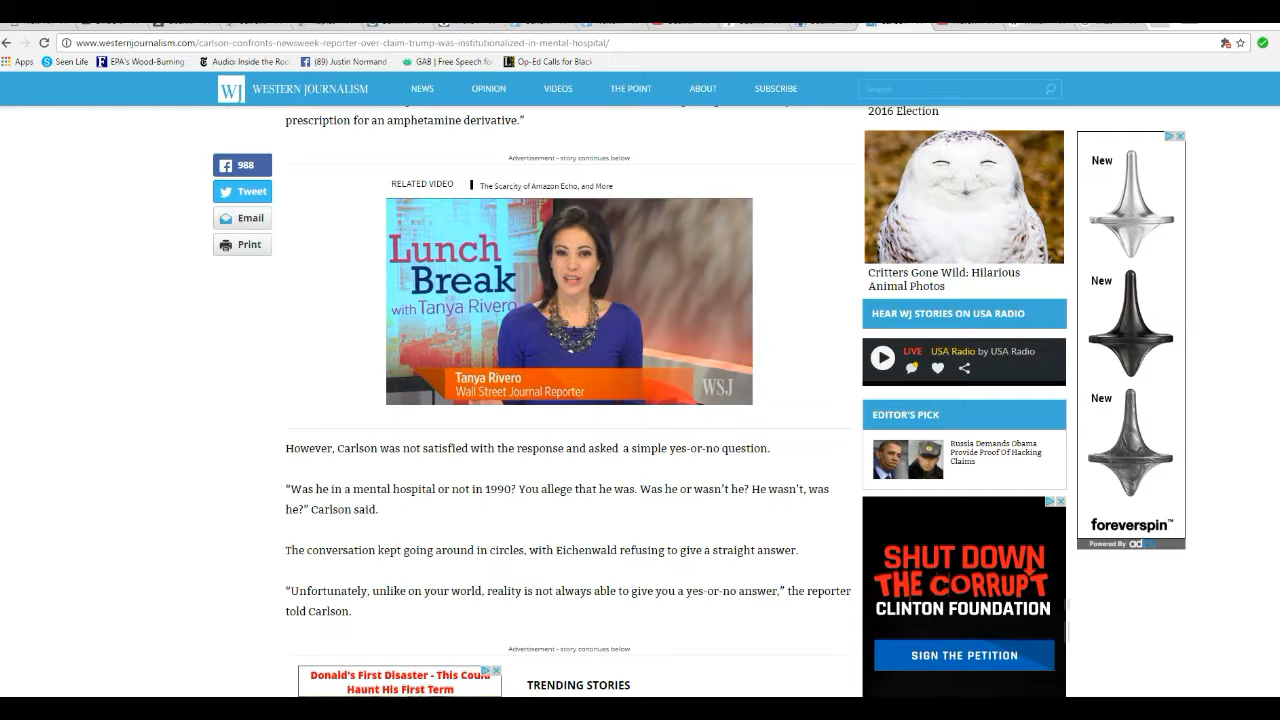 www.westernjournalism.com/carlson-confronts-newsweek-reporter-over-claim-trump-was-institutionalized-in-mental-hospital/
Apps Seen Life EPA's Wood-Burning Audio: Inside the Roo (89) Justin Normand GAB | Free Speech for Op-Ed Calls for Black
WJ WESTERN JOURNALISM NEWS OPINION VIDEOS THE POINT ABOUT SUBSCRIBE Search
prescription for an amphetamine derivative.”
2016 Election
988
Tweet
Email
Print
Advertisement - story continues below
RELATED VIDEO The Scarcity of Amazon Echo, and More
Lunch
Break
with Tanya Rivero
Tanya Rivero
Wall Street Journal Reporter
WSJ
However, Carlson was not satisfied with the response and asked a simple yes-or-no question.
“Was he in a mental hospital or not in 1990? You allege that he was. Was he or wasn’t he? He wasn’t, was
he?” Carlson said.
The conversation kept going around in circles, with Eichenwald refusing to give a straight answer.
“Unfortunately, unlike on your world, reality is not always able to give you a yes-or-no answer,” the reporter
told Carlson.
Advertisement - story continues below
Donald's First Disaster - This Could
Haunt His First Term
TRENDING STORIES
Critters Gone Wild: Hilarious
Animal Photos
HEAR WJ STORIES ON USA RADIO
LIVE USA Radio by USA Radio
EDITOR'S PICK
Russia Demands Obama
Provide Proof Of Hacking
Claims
SHUT DOWN
THE CORRUPT
CLINTON FOUNDATION
SIGN THE PETITION
New
New
New
foreverspin™
Powered By